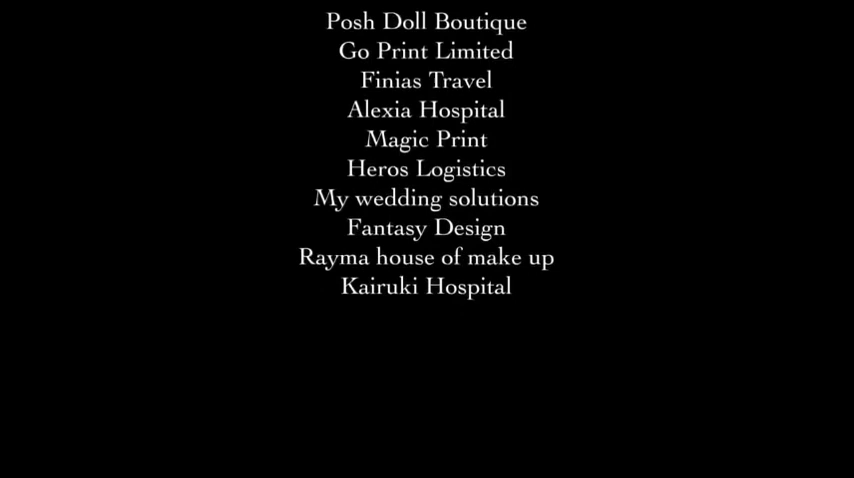 Posh Doll Boutique
Go Print Limited
Finias Travel
Alexia Hospital
Magic Print
Heros Logistics
My wedding solutions
Fantasy Design
Rayma house of make up
Kairuki Hospital